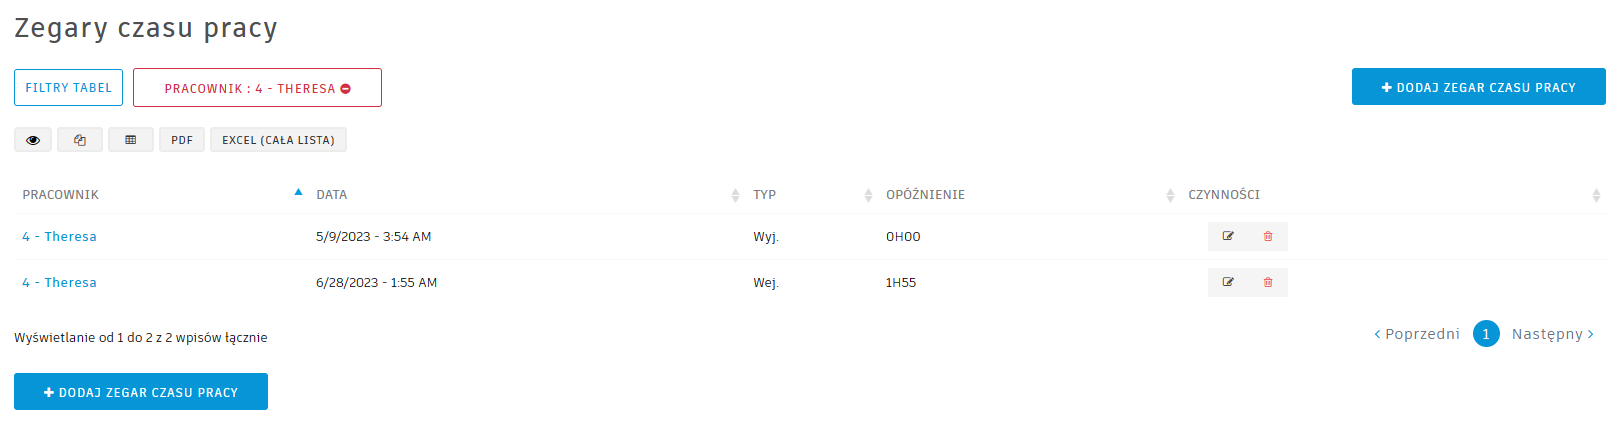 Zegary czasu pracy
FILTRY TABEL PRACOWNIK : 4 - THERESA DODAJ ZEGAR CZASU PRACY
PDF EXCEL (CAŁA LISTA)
PRACOWNIK DATA TYP OPÓŹNIENIE CZYNNOŚCI
4 - Theresa 5/9/2023 - 3:54 AM Wyj. 0H00
4 - Theresa 6/28/2023 - 1:55 AM Wej. 1H55
Wyświetlanie od 1 do 2 z 2 wpisów łącznie Poprzedni 1 Następny
DODAJ ZEGAR CZASU PRACY